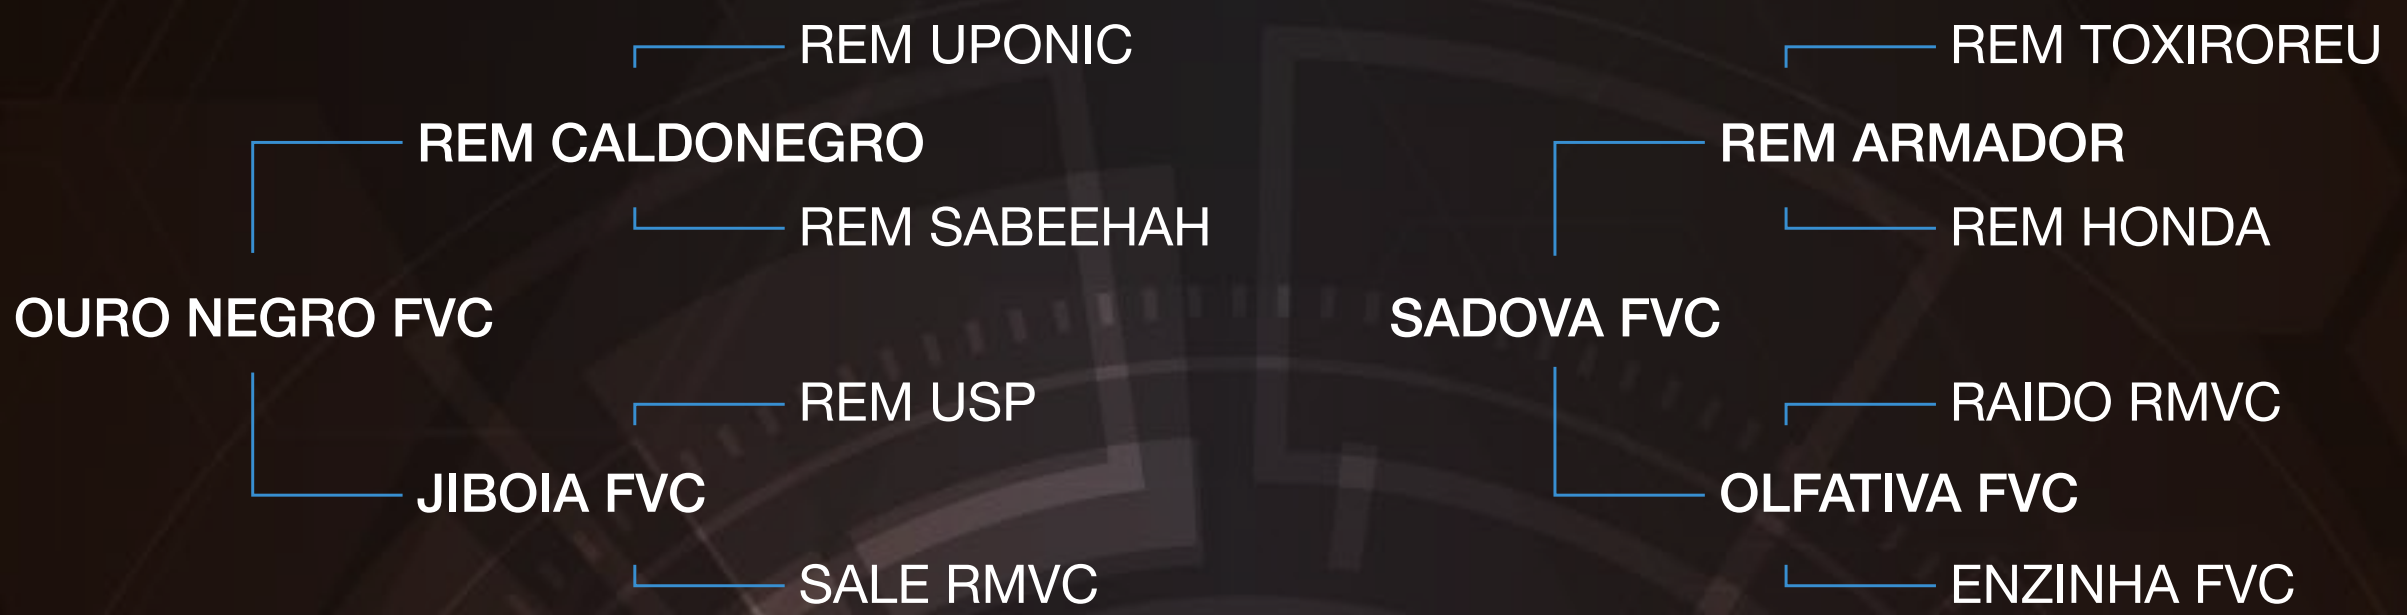 REM UPONIC
REM CALDONEGRO
REM SABEEHAH
OURO NEGRO FVC
REM USP
JIBOIA FVC
SALE RMVC
REM TOXIROREU
REM ARMADOR
REM HONDA
SADOVA FVC
RAIDO RMVC
OLFATIVA FVC
ENZINHA FVC